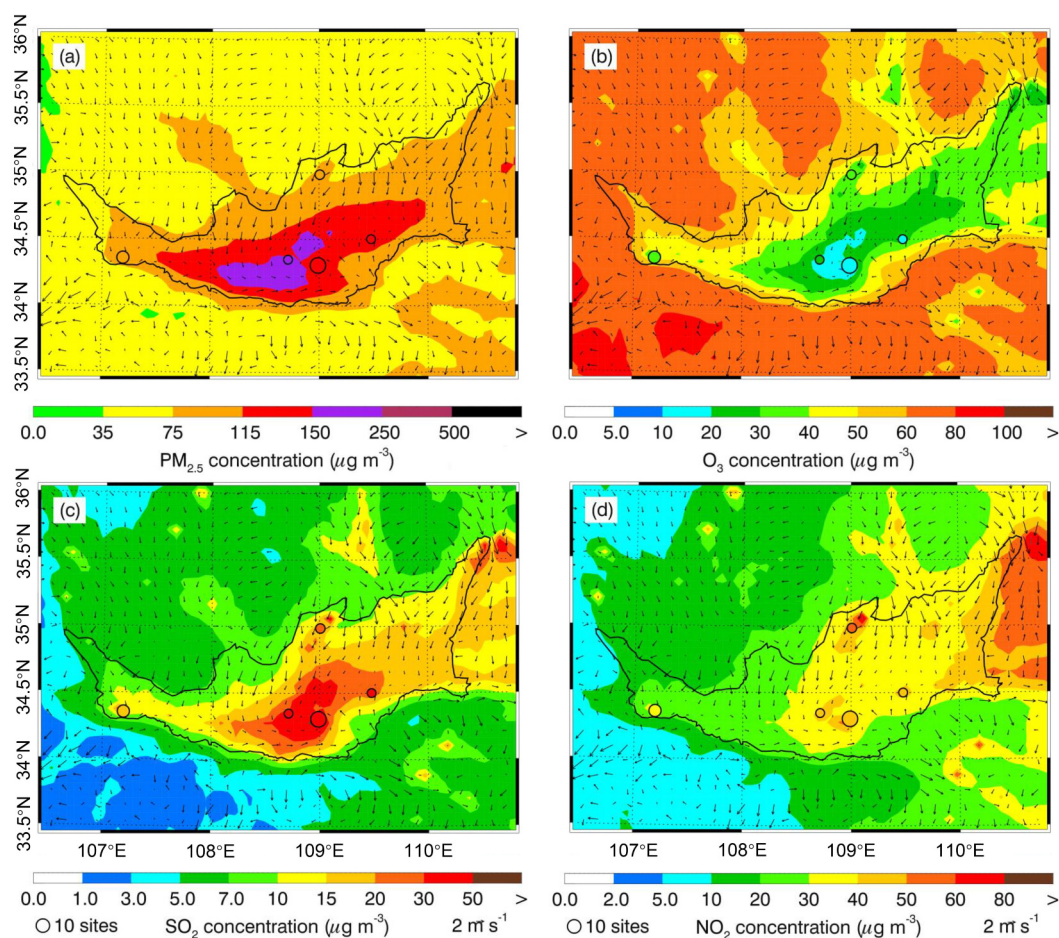 (a)
(b)
36°N
35.5°N
35°N
34.5°N
34°N
33.5°N
0.0 35 75 115 150 250 500 >
0.0 5.0 10 20 30 40 50 60 80 100 >
PM2.5 concentration (μg m-3)
O3 concentration (μg m-3)
(c)
(d)
36°N
35.5°N
35°N
34.5°N
34°N
33.5°N
107°E 108°E 109°E 110°E
107°E 108°E 109°E 110°E
0.0 1.0 3.0 5.0 7.0 10 15 20 30 50 >
0.0 2.0 5.0 10 20 30 40 50 60 80 >
10 sites SO2 concentration (μg m-3) 2 m s-1
10 sites NO2 concentration (μg m-3) 2 m s-1